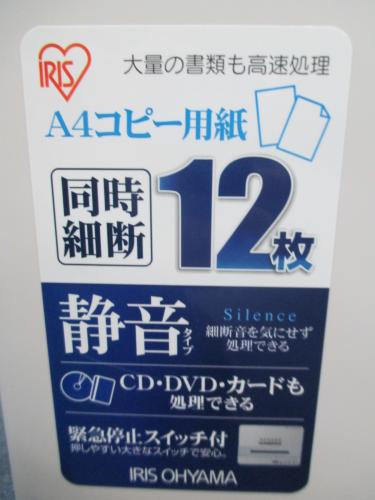 IRIS
大量の書類も高速処理
A4コピー用紙
同時
細断
12枚
静音タイプ
Silence
細断音を気にせず
処理できる
CD・DVD・カードも
処理できる
緊急停止スイッチ付
押しやすい大きなスイッチで安心。
IRIS OHYAMA